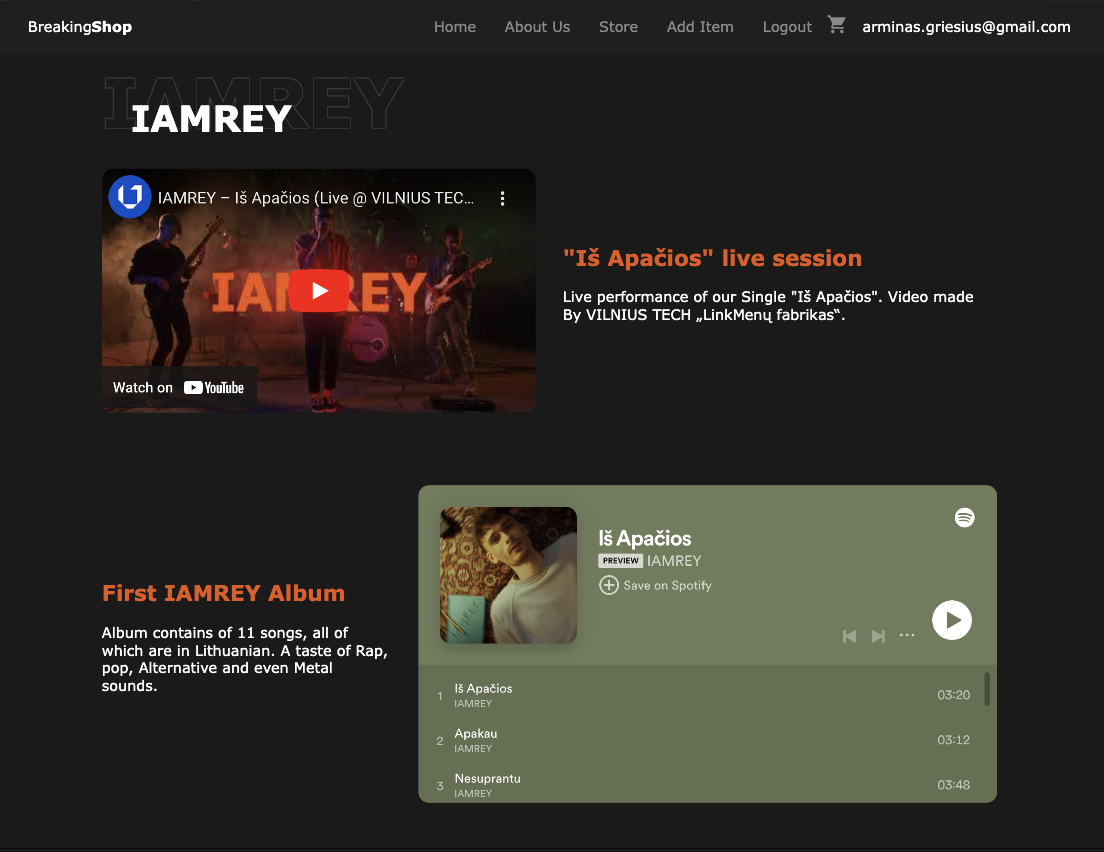 BreakingShop
Home
About Us
Store
Add Item
Logout
arminas.griesius@gmail.com
IAMREY
IAMREY
IAMREY – Iš Apačios (Live @ VILNIUS TEC...
IAMREY
Watch on YouTube
"Iš Apačios" live session
Live performance of our Single "Iš Apačios". Video made
By VILNIUS TECH „LinkMenų fabrikas“.
First IAMREY Album
Album contains of 11 songs, all of
which are in Lithuanian. A taste of Rap,
pop, Alternative and even Metal
sounds.
Iš Apačios
PREVIEW IAMREY
Save on Spotify
1 Iš Apačios 03:20
IAMREY
2 Apakau 03:12
IAMREY
3 Nesuprantu 03:48
IAMREY